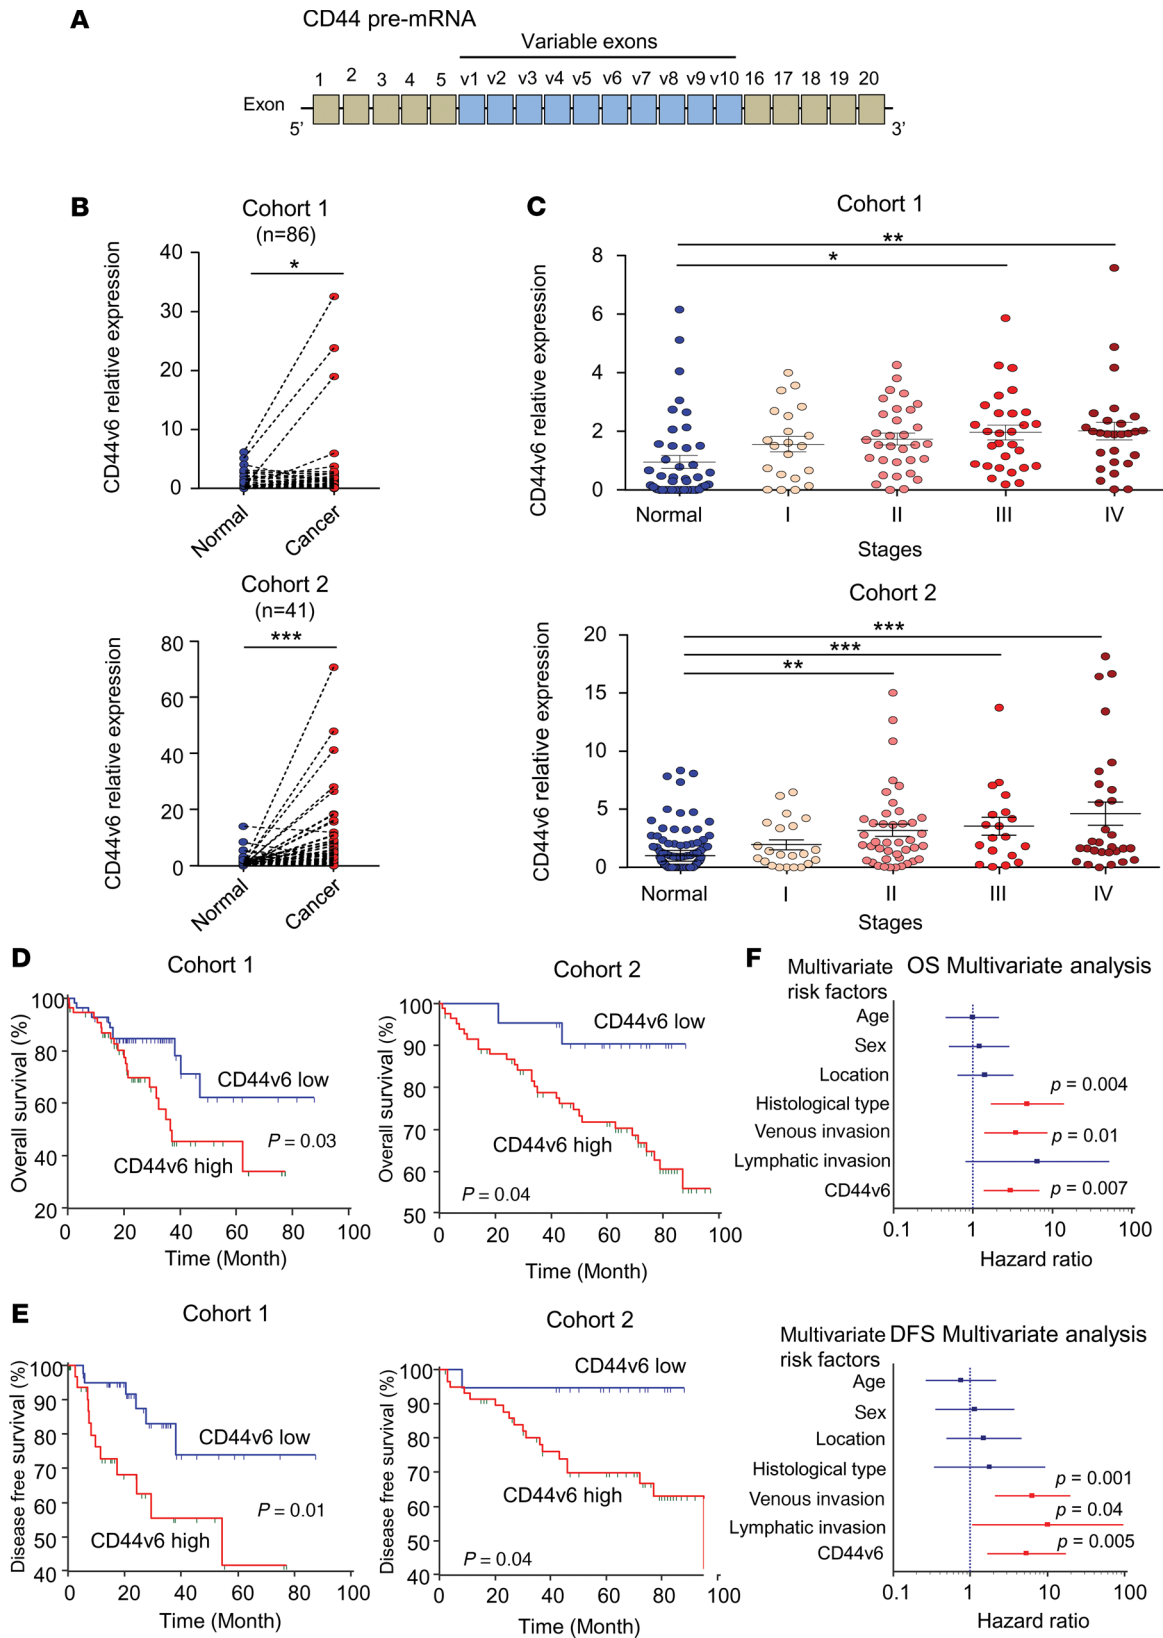 A
CD44 pre-mRNA
Variable exons
1 2 3 4 5 v1 v2 v3 v4 v5 v6 v7 v8 v9 v10 16 17 18 19 20
Exon
5’ 3’
B
Cohort 1
(n=86)
*
CD44v6 relative expression
40
30
20
10
0
Normal
Cancer
Cohort 2
(n=41)
***
CD44v6 relative expression
80
60
40
20
0
Normal
Cancer
C
Cohort 1
**
*
CD44v6 relative expression
8
6
4
2
0
Normal I II III IV
Stages
Cohort 2
***
***
**
CD44v6 relative expression
20
15
10
5
0
Normal I II III IV
Stages
D
Cohort 1
Overall survival (%)
100
80
60
40
20
CD44v6 low
P = 0.03
CD44v6 high
0 20 40 60 80 100
Time (Month)
Cohort 2
Overall survival (%)
100
90
80
70
60
50
CD44v6 low
CD44v6 high
P = 0.04
0 20 40 60 80 100
Time (Month)
E
Cohort 1
Disease free survival (%)
100
90
80
70
60
50
40
CD44v6 low
P = 0.01
CD44v6 high
0 20 40 60 80 100
Time (Month)
Cohort 2
Disease free survival (%)
100
90
80
70
60
50
40
CD44v6 low
CD44v6 high
P = 0.04
0 20 40 60 80 100
Time (Month)
F
Multivariate
risk factors
OS Multivariate analysis
Age
Sex
Location
p = 0.004
Histological type
Venous invasion
p = 0.01
Lymphatic invasion
CD44v6
p = 0.007
0.1 1 10 100
Hazard ratio
Multivariate
risk factors
DFS Multivariate analysis
Age
Sex
Location
Histological type
p = 0.001
Venous invasion
p = 0.04
Lymphatic invasion
p = 0.005
CD44v6
0.1 1 10 100
Hazard ratio